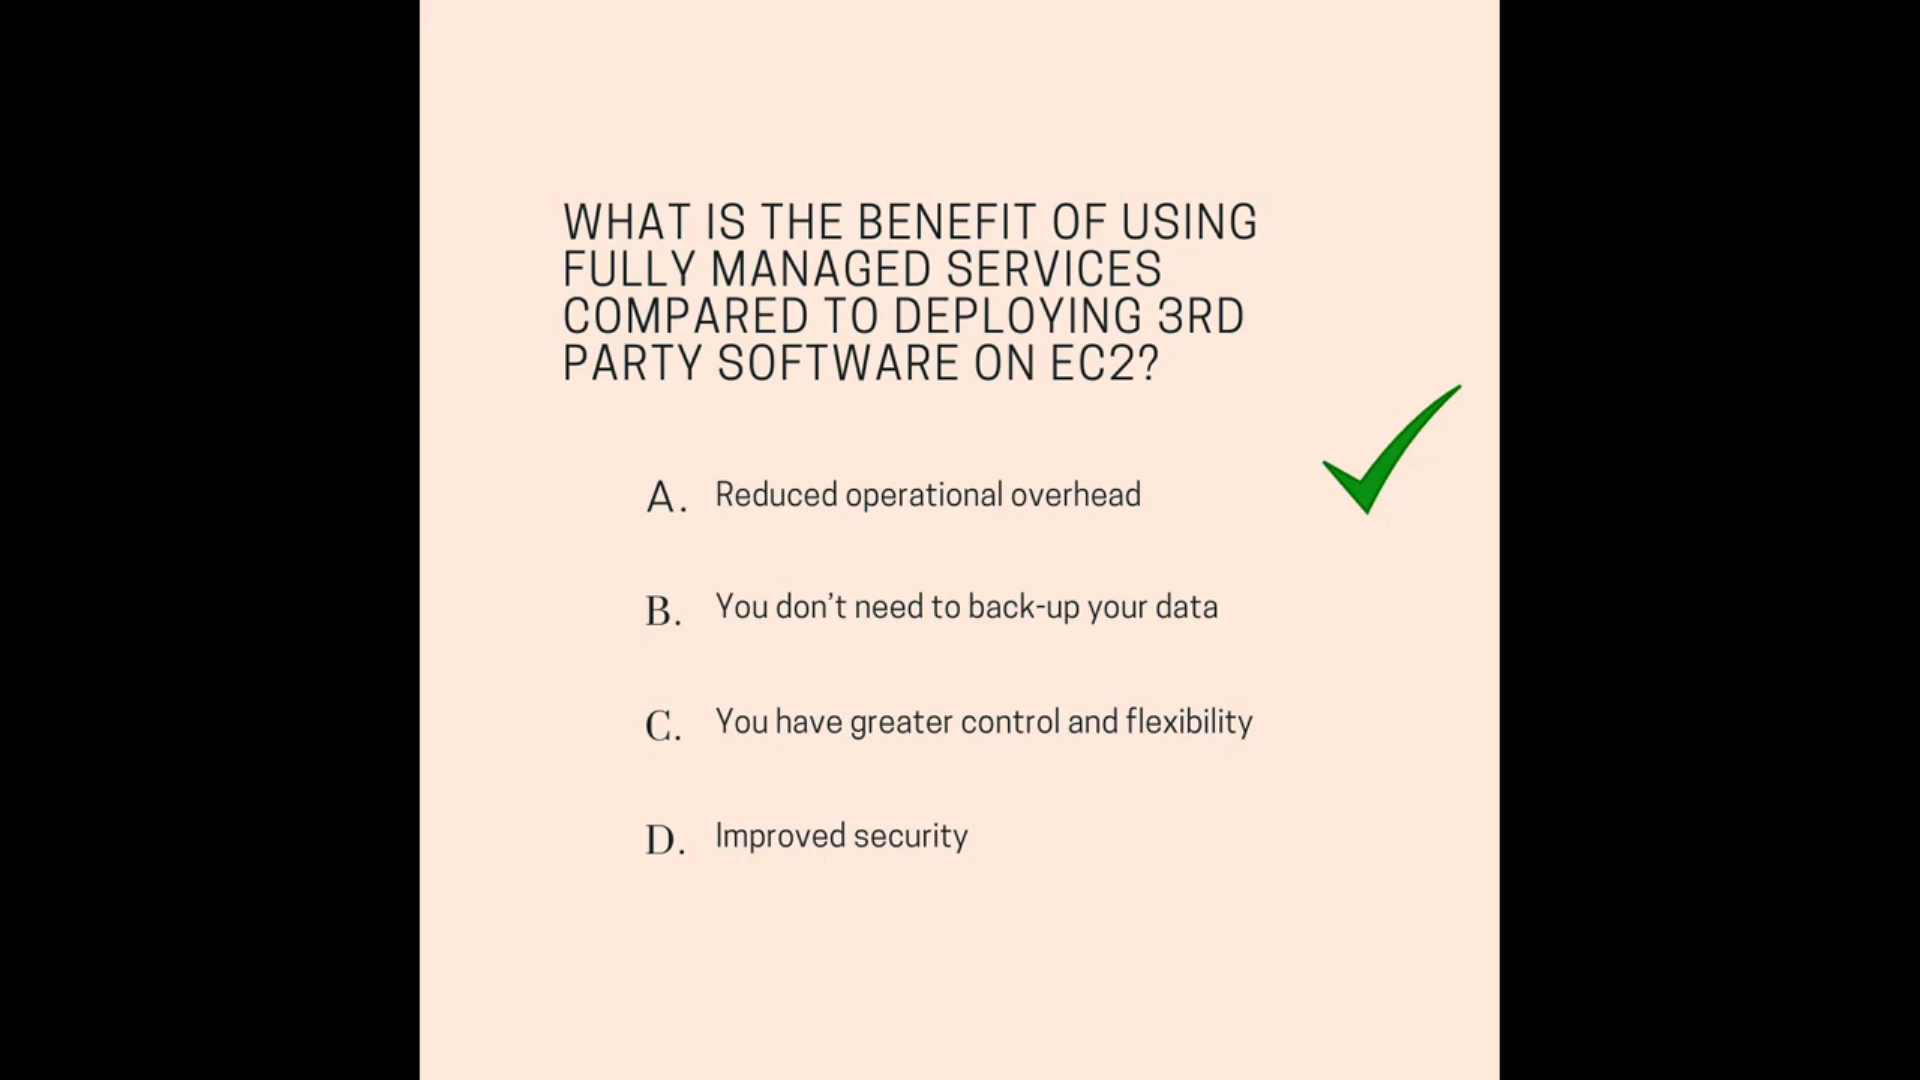 WHAT IS THE BENEFIT OF USING
FULLY MANAGED SERVICES
COMPARED TO DEPLOYING 3RD
PARTY SOFTWARE ON EC2?
A. Reduced operational overhead
B. You don’t need to back-up your data
C. You have greater control and flexibility
D. Improved security